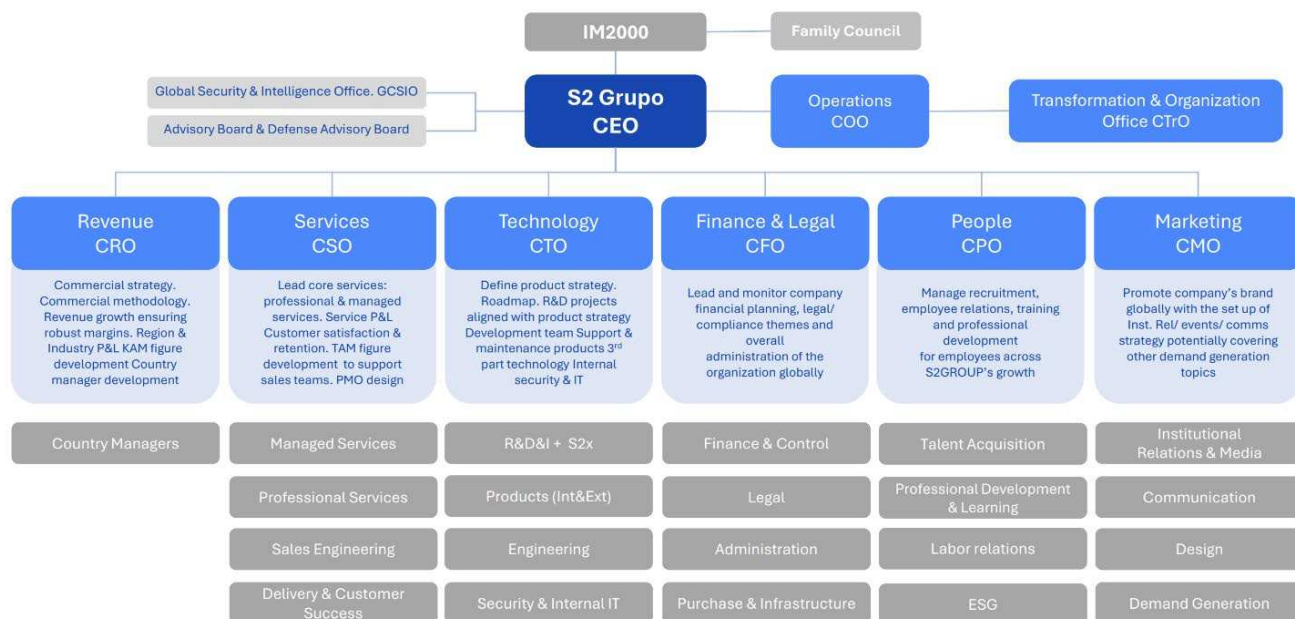 IM2000
Family Council
Global Security & Intelligence Office. GCSIO
Advisory Board & Defense Advisory Board
S2 Grupo
CEO
Operations
COO
Transformation & Organization
Office CTrO
Revenue
CRO
Commercial strategy.
Commercial methodology.
Revenue growth ensuring
robust margins. Region &
Industry P&L KAM figure
development Country
manager development
Country Managers
Services
CSO
Lead core services:
professional & managed
services. Service P&L
Customer satisfaction &
retention. TAM figure
development to support
sales teams. PMO design
Managed Services
Professional Services
Sales Engineering
Delivery & Customer
Success
Technology
CTO
Define product strategy.
Roadmap. R&D projects
aligned with product strategy
Development team Support &
maintenance products 3rd
part technology Internal
security & IT
R&D&I + S2x
Products (Int&Ext)
Engineering
Security & Internal IT
Finance & Legal
CFO
Lead and monitor company
financial planning, legal/
compliance themes and
overall
administration of the
organization globally
Finance & Control
Legal
Administration
Purchase & Infrastructure
People
CPO
Manage recruitment,
employee relations, training
and professional
development
for employees across
S2GROUP's growth
Talent Acquisition
Professional Development
& Learning
Labor relations
ESG
Marketing
CMO
Promote company's brand
globally with the set up of
Inst. Rel/ events/ comms
strategy potentially covering
other demand generation
topics
Institutional
Relations & Media
Communication
Design
Demand Generation